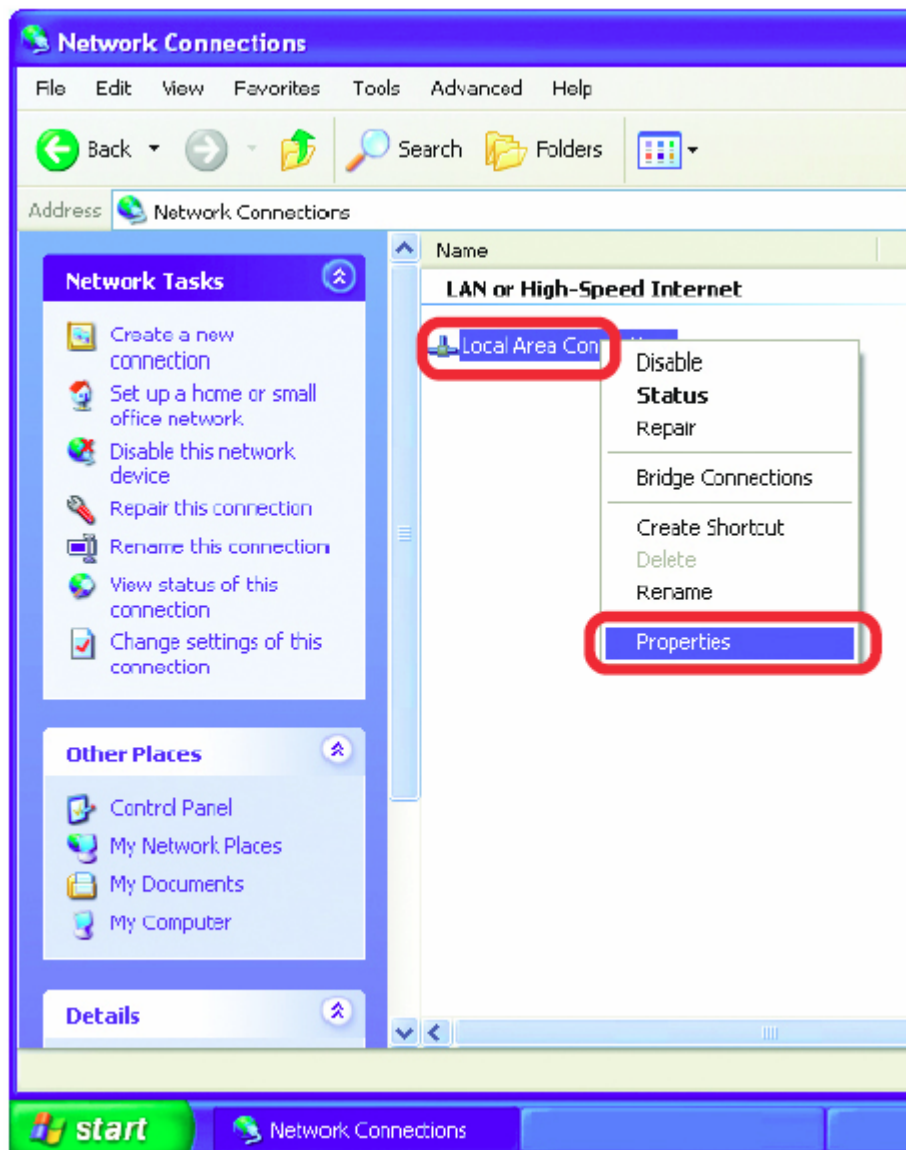 Network Connections
File Edit View Favorites Tools Advanced Help
Back Search Folders
Address Network Connections
Network Tasks
Create a new
connection
Set up a home or small
office network
Disable this network
device
Repair this connection
Rename this connection
View status of this
connection
Change settings of this
connection
Other Places
Control Panel
My Network Places
My Documents
My Computer
Details
Name
LAN or High-Speed Internet
Local Area Con
Disable
Status
Repair
Bridge Connections
Create Shortcut
Delete
Rename
Properties
start Network Connections